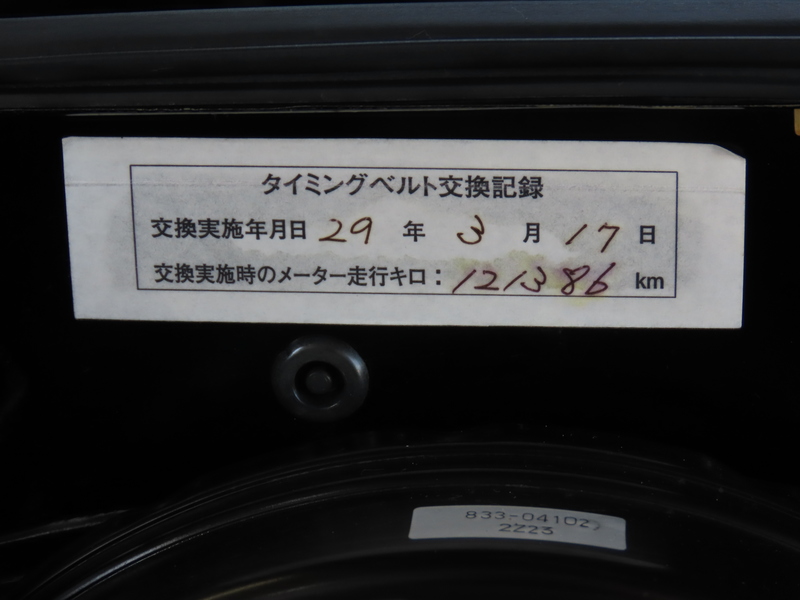 タイミングベルト交換記録
交換実施年月日 29 年 3 月 17 日
交換実施時のメーター走行キロ：121386 km
833-04102
2Z23